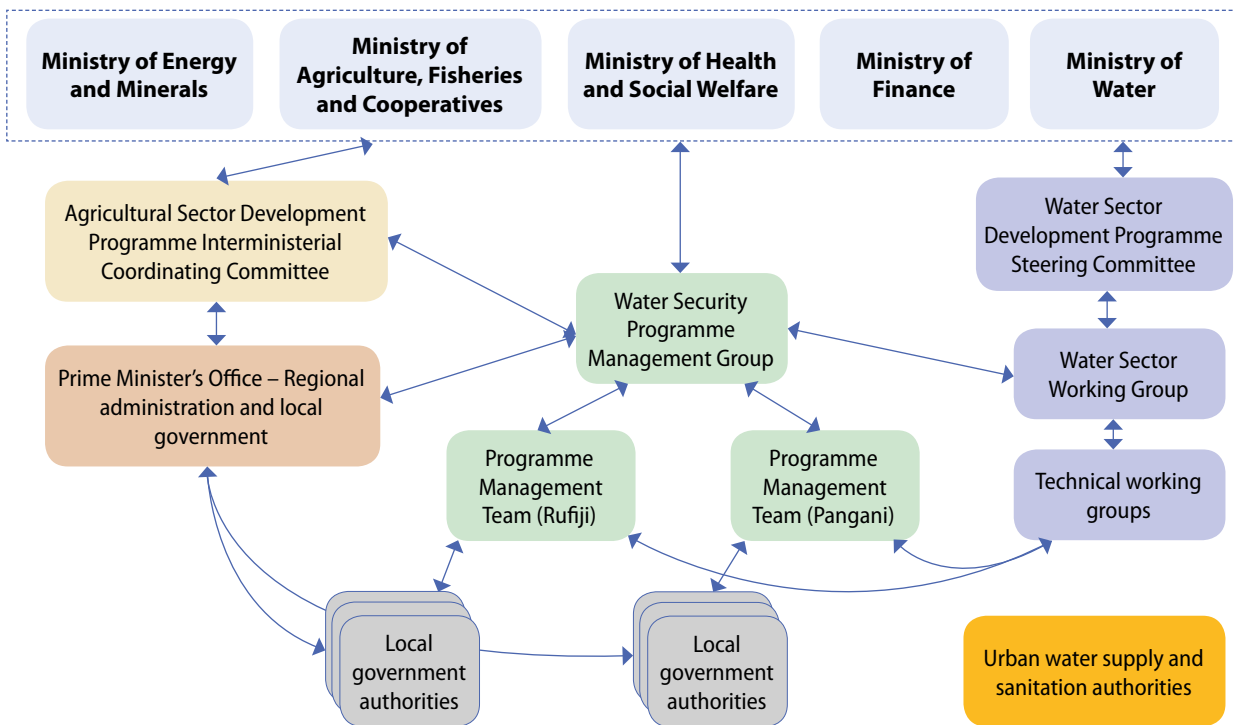 Ministry of Energy
and Minerals
Ministry of
Agriculture, Fisheries
and Cooperatives
Ministry of Health
and Social Welfare
Ministry of
Finance
Ministry of
Water
Agricultural Sector Development
Programme Interministerial
Coordinating Committee
Water Sector
Development Programme
Steering Committee
Water Security
Programme
Management Group
Prime Minister’s Office – Regional
administration and local
government
Water Sector
Working Group
Programme
Management
Team (Rufiji)
Programme
Management
Team (Pangani)
Technical working
groups
Local
government
authorities
Local
government
authorities
Urban water supply and
sanitation authorities